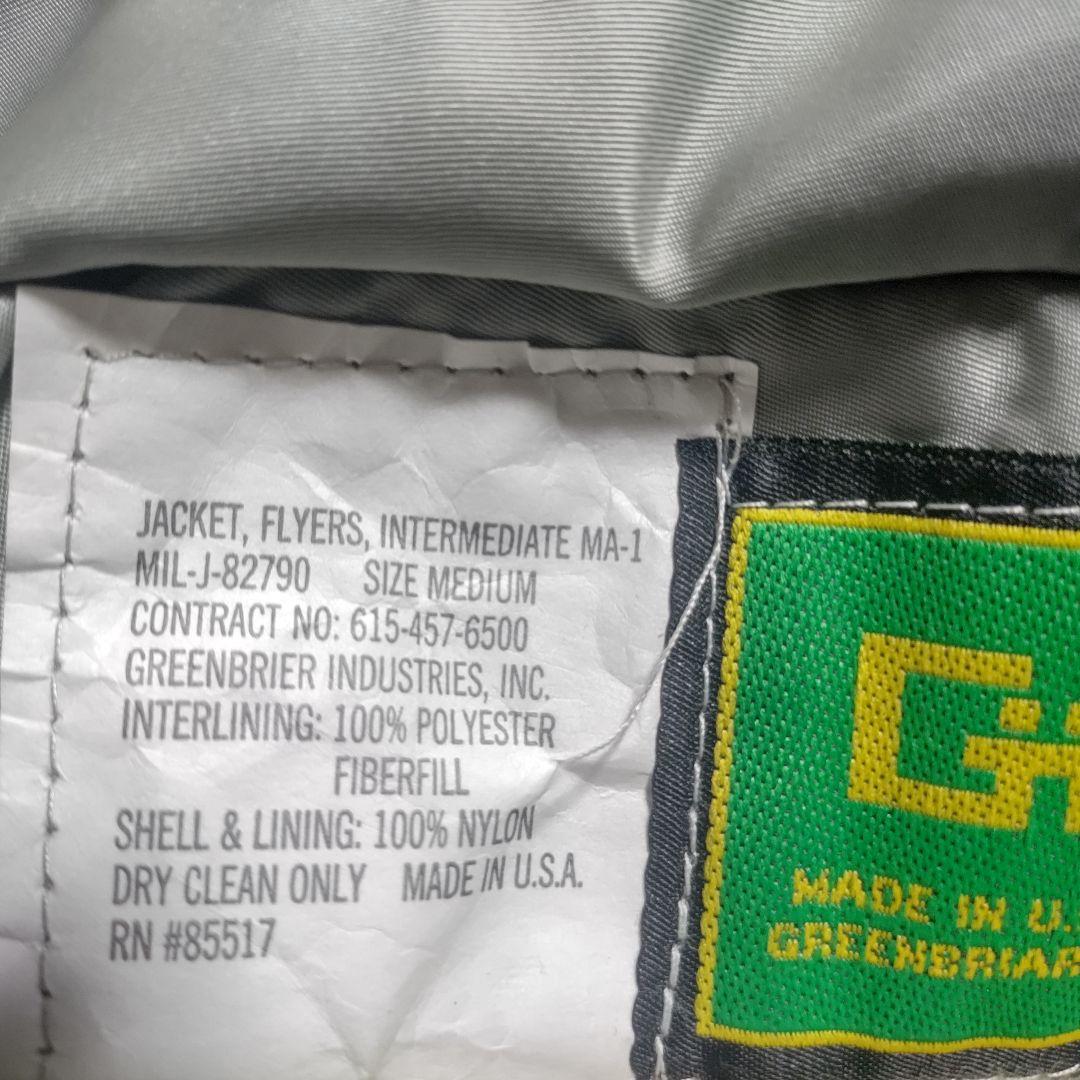 JACKET, FLYERS, INTERMEDIATE MA-1
MIL-J-82790 SIZE MEDIUM
CONTRACT NO: 615-457-6500
GREENBRIER INDUSTRIES, INC.
INTERLINING: 100% POLYESTER
FIBERFILL
SHELL & LINING: 100% NYLON
DRY CLEAN ONLY MADE IN U.S.A.
RN #85517
MADE IN U.
GREENBRIAR